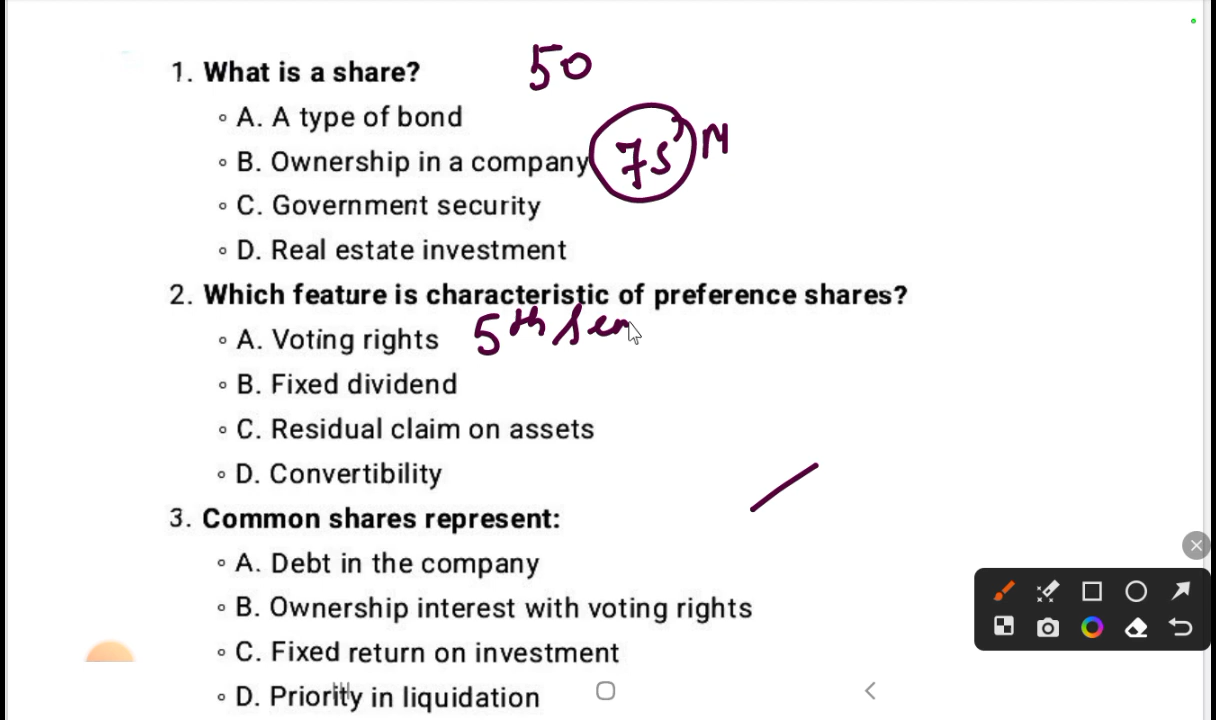 1. What is a share?
50
◦ A. A type of bond
◦ B. Ownership in a company
75 M
◦ C. Government security
◦ D. Real estate investment
2. Which feature is characteristic of preference shares?
◦ A. Voting rights
5th Sem
◦ B. Fixed dividend
◦ C. Residual claim on assets
◦ D. Convertibility
3. Common shares represent:
◦ A. Debt in the company
◦ B. Ownership interest with voting rights
◦ C. Fixed return on investment
◦ D. Priority in liquidation